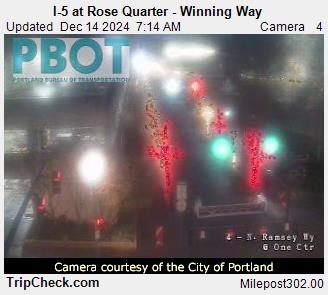 I-5 at Rose Quarter - Winning Way
Updated Dec 14 2024 7:14 AM Camera 4
PBOT
PORTLAND BUREAU OF TRANSPORTATION
4 - N. Ramsey Wy
@ One Ctr
Camera courtesy of the City of Portland
TripCheck.com Milepost302.00